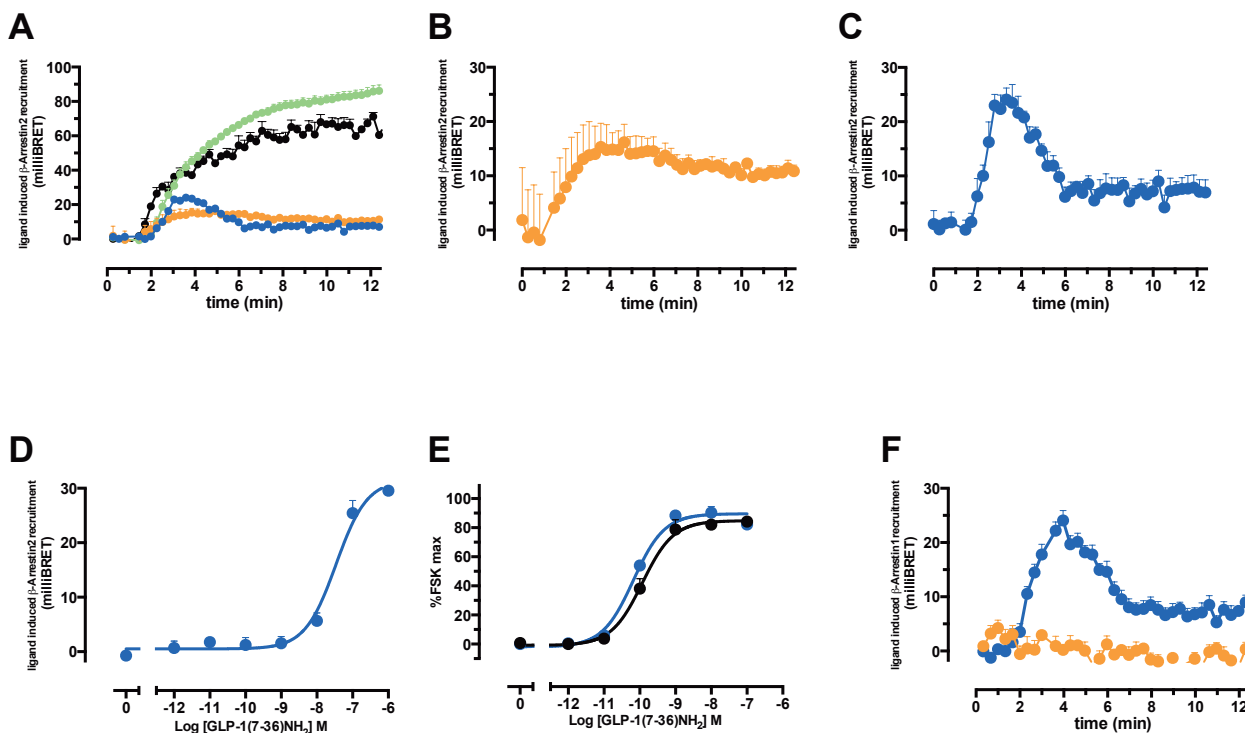 A
ligand induced β-Arrestin2 recruitment
(milliBRET)
100
80
60
40
20
0
0 2 4 6 8 10 12
time (min)
B
ligand induced β-Arrestin2 recruitment
(milliBRET)
30
20
10
0
0 2 4 6 8 10 12
time (min)
C
ligand induced β-Arrestin2 recruitment
(milliBRET)
30
20
10
0
0 2 4 6 8 10 12
time (min)
D
ligand induced β-Arrestin2 recruitment
(milliBRET)
30
20
10
0
0 -12 -11 -10 -9 -8 -7 -6
Log [GLP-1(7-36)NH2] M
E
%FSK max
100
80
60
40
20
0
0 -12 -11 -10 -9 -8 -7 -6
Log [GLP-1(7-36)NH2] M
F
ligand induced β-Arrestin1 recruitment
(milliBRET)
30
20
10
0
0 2 4 6 8 10 12
time (min)